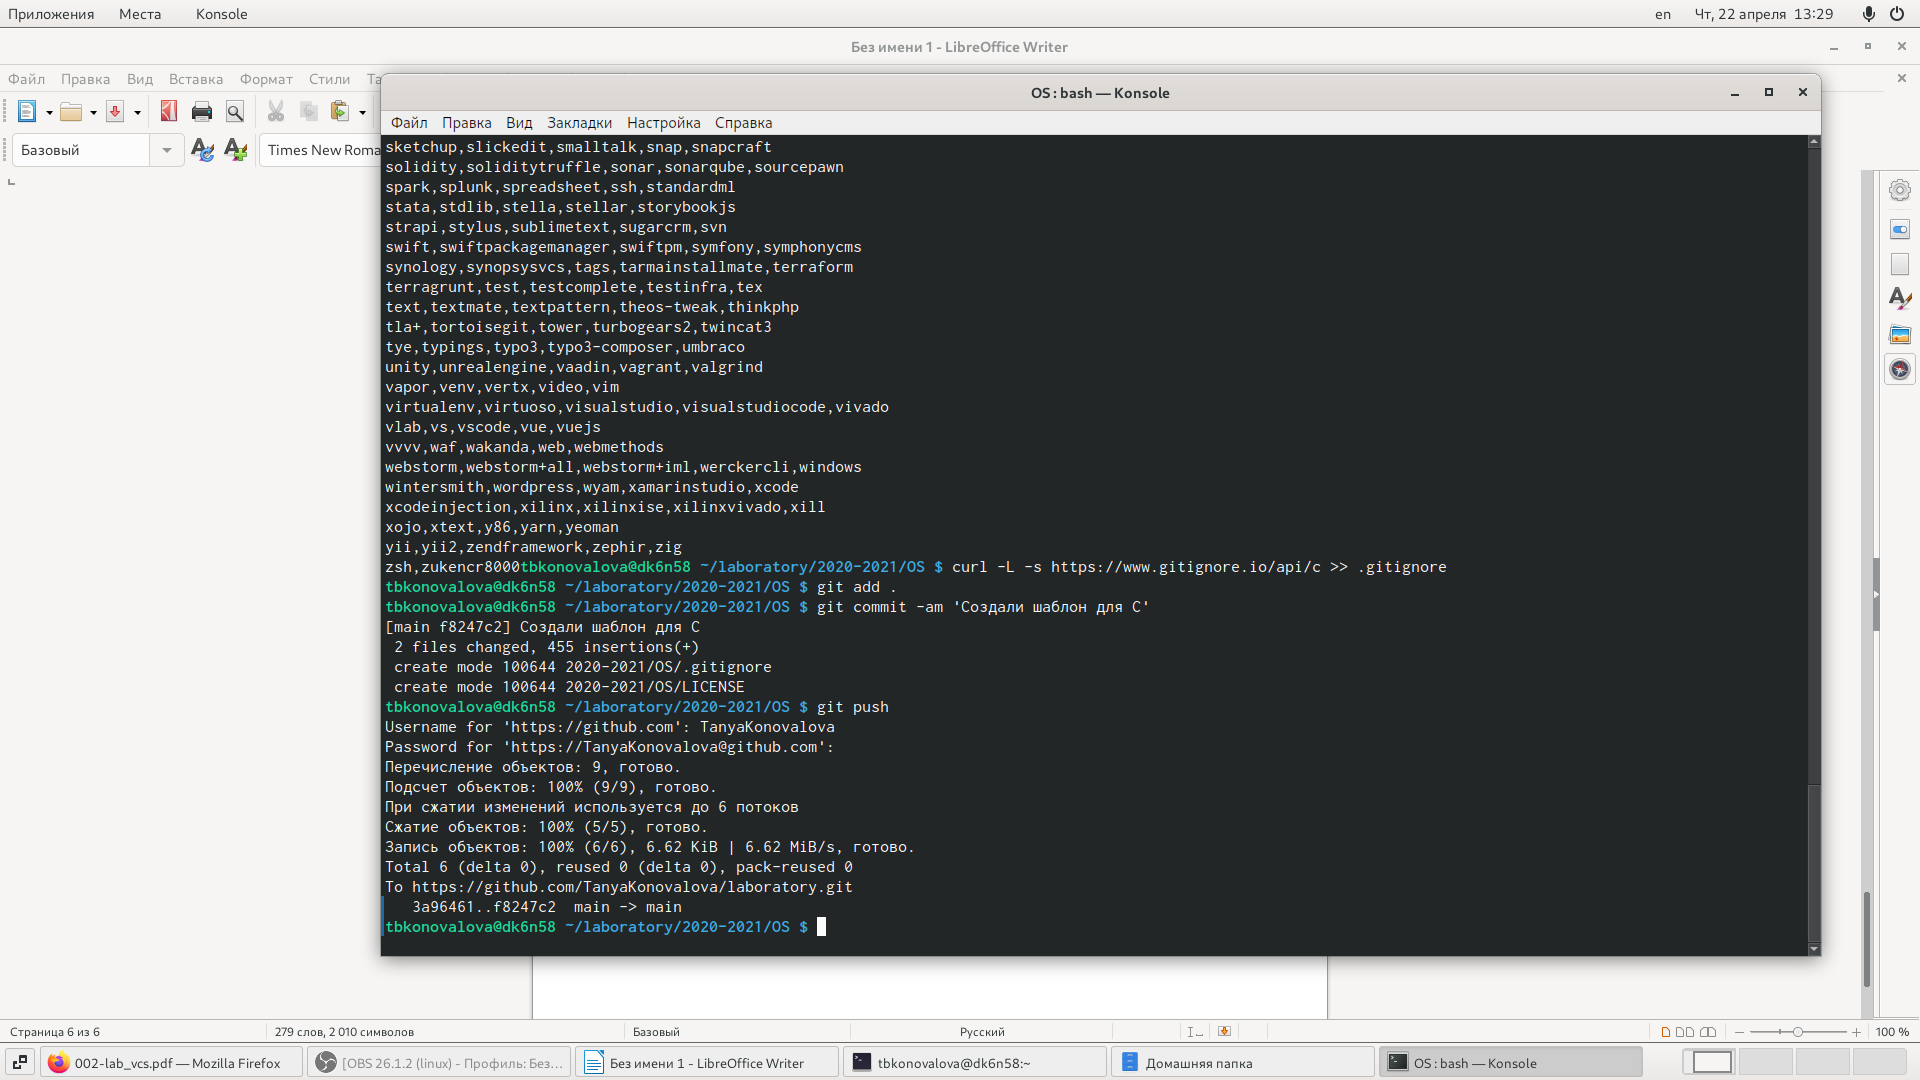 Приложения Места Konsole en Чт, 22 апреля 13:29
Без имени 1 - LibreOffice Writer
Файл Правка Вид Вставка Формат Стили Та
OS : bash — Konsole
Файл Правка Вид Закладки Настройка Справка
Базовый Times New Roma
sketchup,slickedit,smalltalk,snap,snapcraft
solidity,soliditytruffle,sonar,sonarqube,sourcepawn
spark,splunk,spreadsheet,ssh,standardml
stata,stdlib,stella,stellar,storybookjs
strapi,stylus,sublimetext,sugarcrm,svn
swift,swiftpackagemanager,swiftpm,symfony,symphonycms
synology,synopsysvcs,tags,tarmainstallmate,terraform
terragrunt,test,testcomplete,testinfra,tex
text,textmate,textpattern,theos-tweak,thinkphp
tla+,tortoisegit,tower,turbogears2,twincat3
tye,typings,typo3,typo3-composer,umbraco
unity,unrealengine,vaadin,vagrant,valgrind
vapor,venv,vertx,video,vim
virtualenv,virtuoso,visualstudio,visualstudiocode,vivado
vlab,vs,vscode,vue,vuejs
vvvv,waf,wakanda,web,webmethods
webstorm,webstorm+all,webstorm+iml,werckercli,windows
wintersmith,wordpress,wyam,xamarinstudio,xcode
xcodeinjection,xilinx,xilinxise,xilinxvivado,xill
xojo,xtext,y86,yarn,yeoman
yii,yii2,zendframework,zephir,zig
zsh,zukencr8000tbkonovalova@dk6n58 ~/laboratory/2020-2021/OS $ curl -L -s https://www.gitignore.io/api/c >> .gitignore
tbkonovalova@dk6n58 ~/laboratory/2020-2021/OS $ git add .
tbkonovalova@dk6n58 ~/laboratory/2020-2021/OS $ git commit -am 'Создали шаблон для C'
[main f8247c2] Создали шаблон для C
2 files changed, 455 insertions(+)
create mode 100644 2020-2021/OS/.gitignore
create mode 100644 2020-2021/OS/LICENSE
tbkonovalova@dk6n58 ~/laboratory/2020-2021/OS $ git push
Username for 'https://github.com': TanyaKonovalova
Password for 'https://TanyaKonovalova@github.com':
Перечисление объектов: 9, готово.
Подсчет объектов: 100% (9/9), готово.
При сжатии изменений используется до 6 потоков
Сжатие объектов: 100% (5/5), готово.
Запись объектов: 100% (6/6), 6.62 KiB | 6.62 MiB/s, готово.
Total 6 (delta 0), reused 0 (delta 0), pack-reused 0
To https://github.com/TanyaKonovalova/laboratory.git
3a96461..f8247c2 main -> main
tbkonovalova@dk6n58 ~/laboratory/2020-2021/OS $
Страница 6 из 6 279 слов, 2 010 символов Базовый Русский 100 %
002-lab_vcs.pdf — Mozilla Firefox [OBS 26.1.2 (linux) - Профиль: Без... Без имени 1 - LibreOffice Writer tbkonovalova@dk6n58:~ Домашняя папка OS : bash — Konsole